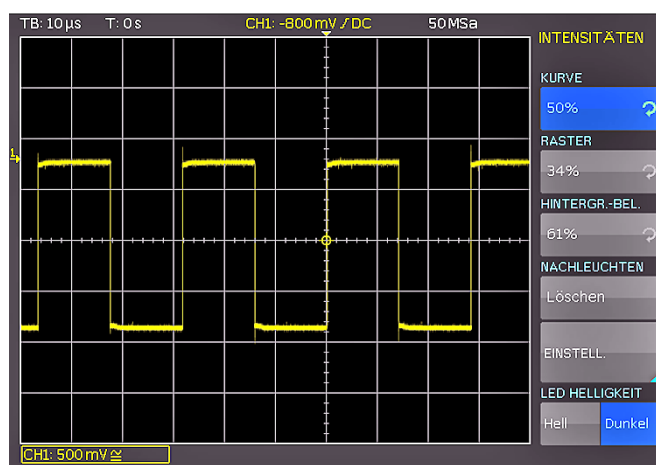 TB: 10 µs T: 0 s CH1: -800 mV ⎍ DC 50 MSa
INTENSITÄTEN
KURVE
50%
RASTER
34%
HINTERGR.-BEL.
61%
NACHLEUCHTEN
Löschen
EINSTELL.
LED HELLIGKEIT
Hell Dunkel
1
CH1: 500 mV ≅